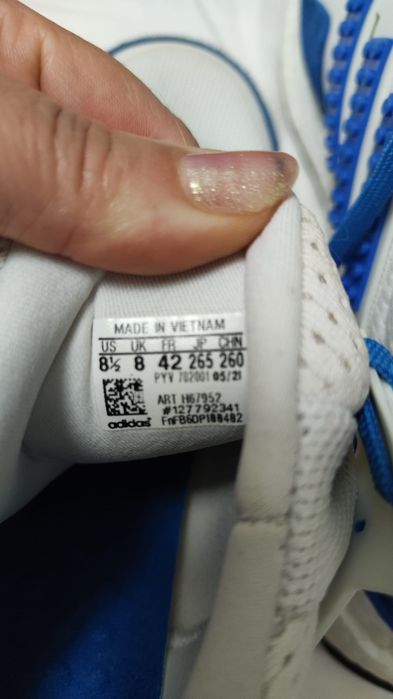 MADE IN VIETNAM
US UK FR JP CHN
8½ 8 42 265 260
PYV 702001 05/21
ART H67952
#127792341
adidas